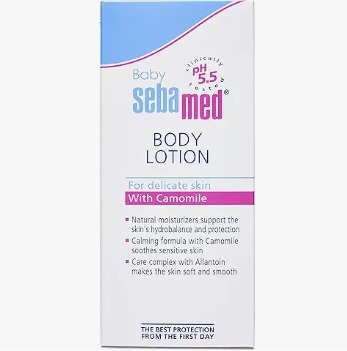 Baby
clinically tested
pH
5.5
sebamed®
BODY
LOTION
For delicate skin
With Camomile
Natural moisturizers support the
skin's hydrobalance and protection
Calming formula with Camomile
soothes sensitive skin
Care complex with Allantoin
makes the skin soft and smooth
THE BEST PROTECTION
FROM THE FIRST DAY